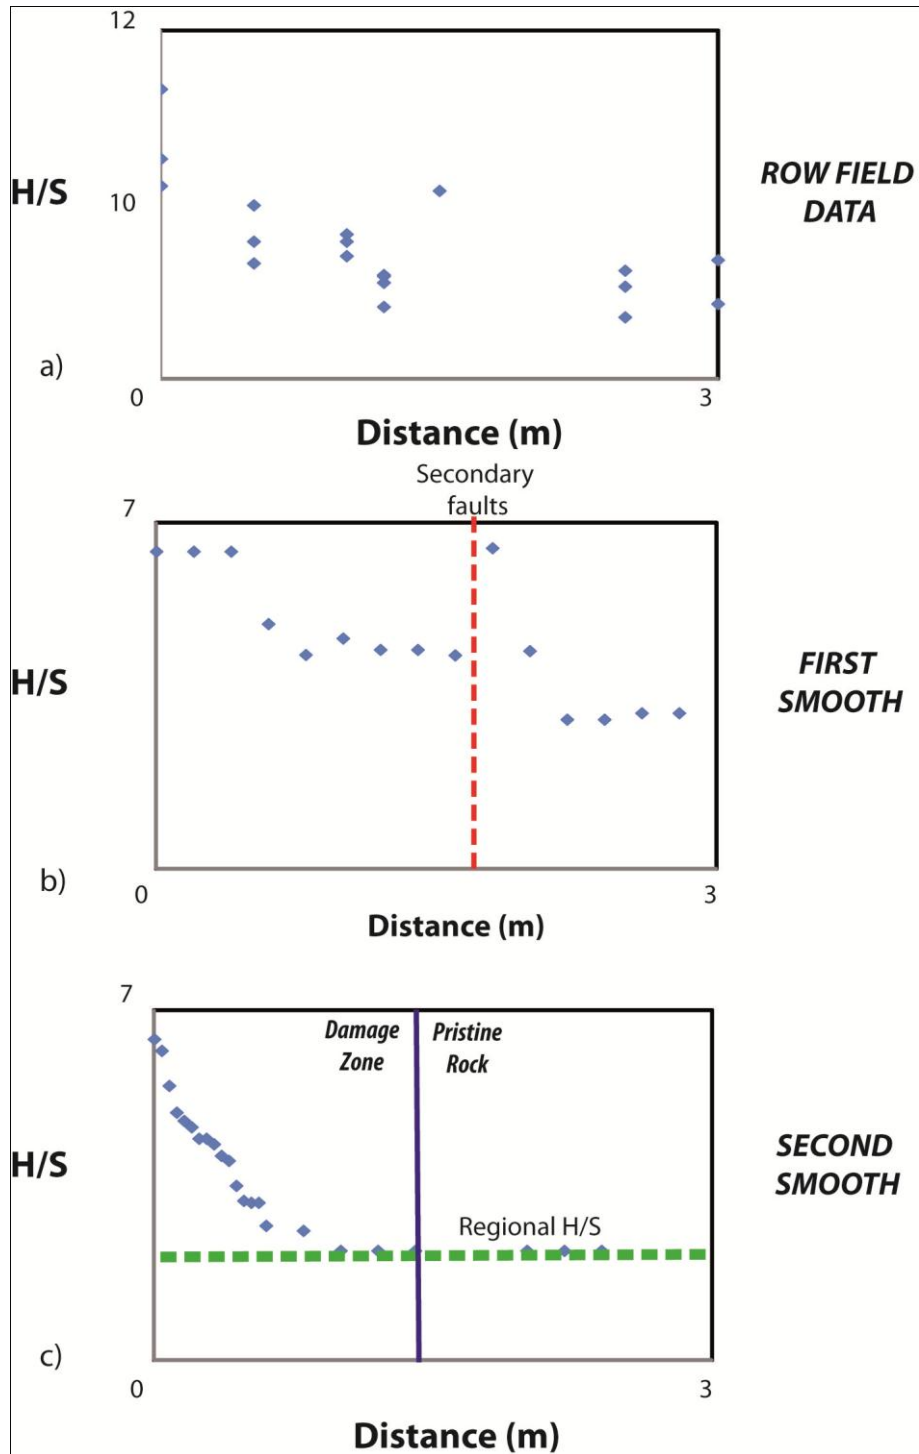 12
H/S
10
ROW FIELD
DATA
a)
0
3
Distance (m)
Secondary
faults
7
H/S
FIRST
SMOOTH
b)
0
3
Distance (m)
7
Damage
Zone
Pristine
Rock
H/S
SECOND
SMOOTH
Regional H/S
c)
0
3
Distance (m)